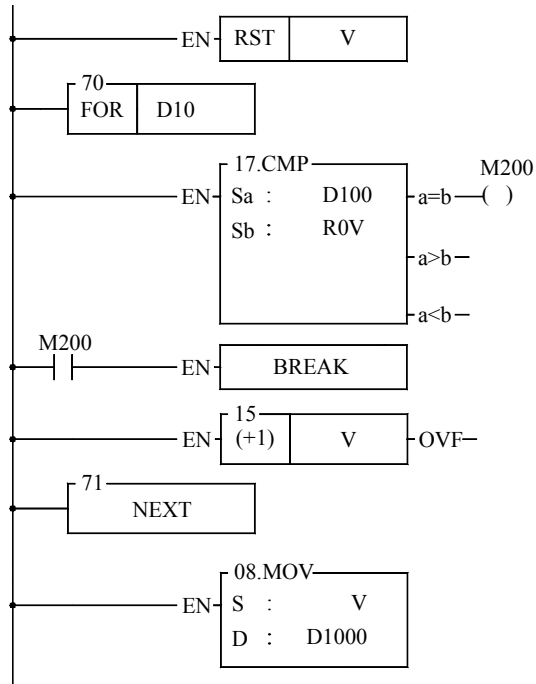 EN RST V
70
FOR D10
17.CMP M200
EN Sa : D100 a=b ( )
Sb : R0V
a>b
a<b
M200
EN BREAK
15
EN (+1) V OVF
71
NEXT
08.MOV
EN S : V
D : D1000